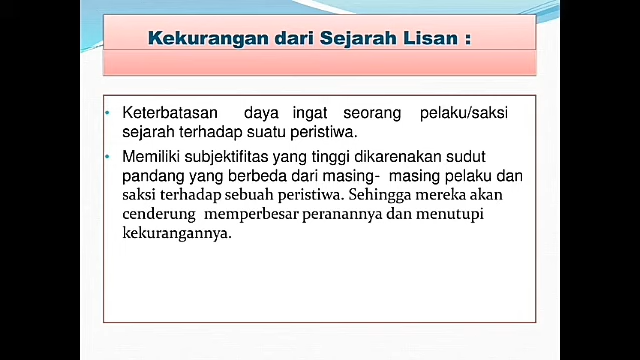 Kekurangan dari Sejarah Lisan :
• Keterbatasan daya ingat seorang pelaku/saksi
sejarah terhadap suatu peristiwa.
• Memiliki subjektifitas yang tinggi dikarenakan sudut
pandang yang berbeda dari masing- masing pelaku dan
saksi terhadap sebuah peristiwa. Sehingga mereka akan
cenderung memperbesar peranannya dan menutupi
kekurangannya.